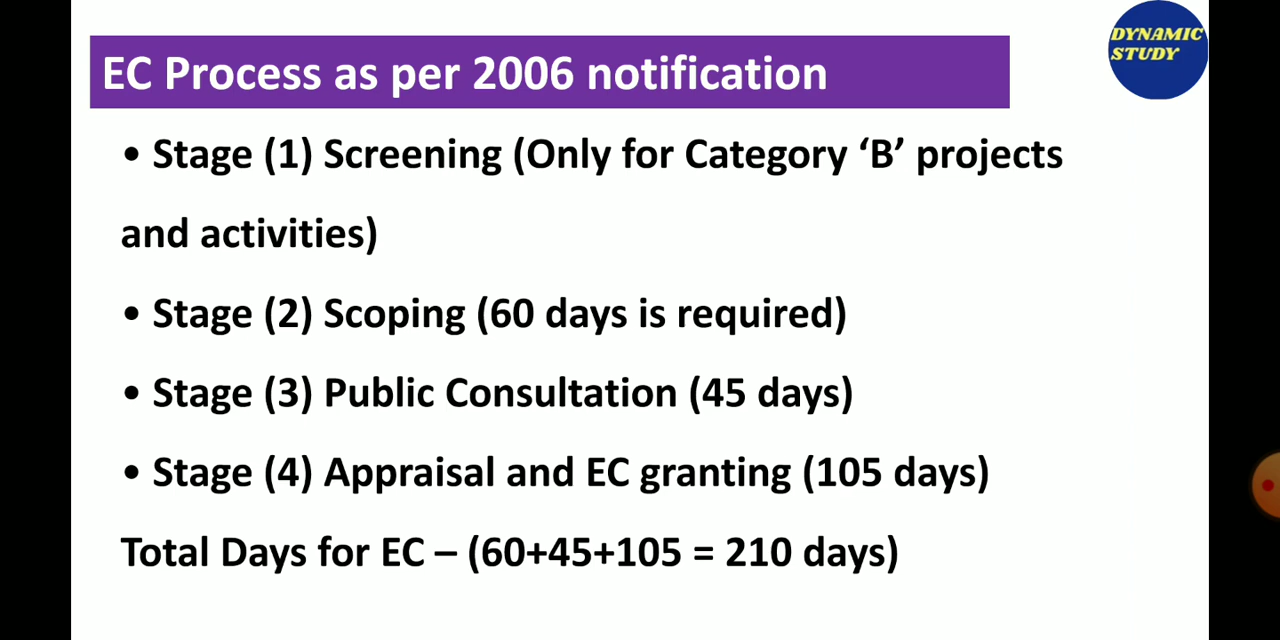 DYNAMIC
STUDY
EC Process as per 2006 notification
• Stage (1) Screening (Only for Category ‘B’ projects
and activities)
• Stage (2) Scoping (60 days is required)
• Stage (3) Public Consultation (45 days)
• Stage (4) Appraisal and EC granting (105 days)
Total Days for EC – (60+45+105 = 210 days)